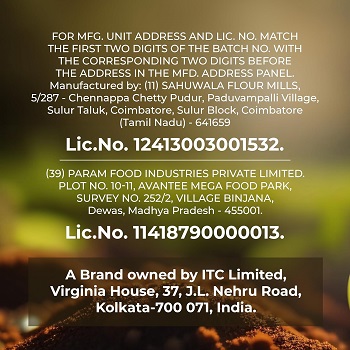 FOR MFG. UNIT ADDRESS AND LIC. NO. MATCH
THE FIRST TWO DIGITS OF THE BATCH NO. WITH
THE CORRESPONDING TWO DIGITS BEFORE
THE ADDRESS IN THE MFD. ADDRESS PANEL.
Manufactured by: (11) SAHUWALA FLOUR MILLS,
5/287 - Chennappa Chetty Pudur, Paduvampalli Village,
Sulur Taluk, Coimbatore, Sulur Block, Coimbatore
(Tamil Nadu) - 641659
Lic.No. 12413003001532.
(39) PARAM FOOD INDUSTRIES PRIVATE LIMITED.
PLOT NO. 10-11, AVANTEE MEGA FOOD PARK,
SURVEY NO. 252/2, VILLAGE BINJANA,
Dewas, Madhya Pradesh - 455001.
Lic.No. 11418790000013.
A Brand owned by ITC Limited,
Virginia House, 37, J.L. Nehru Road,
Kolkata-700 071, India.